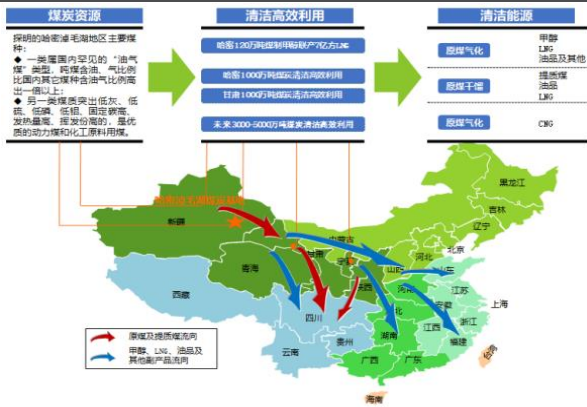 煤炭资源
清洁高效利用
清洁能源
探明的哈密淖毛湖地区主要煤
种:
◆ 一类属国内罕见的“油气
煤”类型，吨煤含油、气比例
比国内其它煤种含油气比例高
出一倍以上;
◆ 另一类煤质突出低灰、低
硫、低磷、低铝、固定碳高、
发热量高、挥发份高的，是优
质的动力煤和化工原料用煤。
哈密120万吨煤制甲醇联产7亿方LNG
哈密1000万吨煤炭清洁高效利用
甘肃1000万吨煤炭清洁高效利用
未来3000-5000万吨煤炭清洁高效利用
原煤气化
甲醇
LNG
油品及其他
原煤干馏
提质煤
油品
LNG
原煤气化
CNG
黑龙江
吉林
辽宁
哈密淖毛湖煤炭基地
新疆
内蒙古
北京
河北
甘肃
宁夏
山西
山东
青海
陕西
河南
江苏
西藏
安徽
上海
四川
湖北
浙江
江西
湖南
贵州
福建
云南
广西
广东
台湾
海南
原煤及提质煤流向
甲醇、LNG、油品及
其他副产品流向